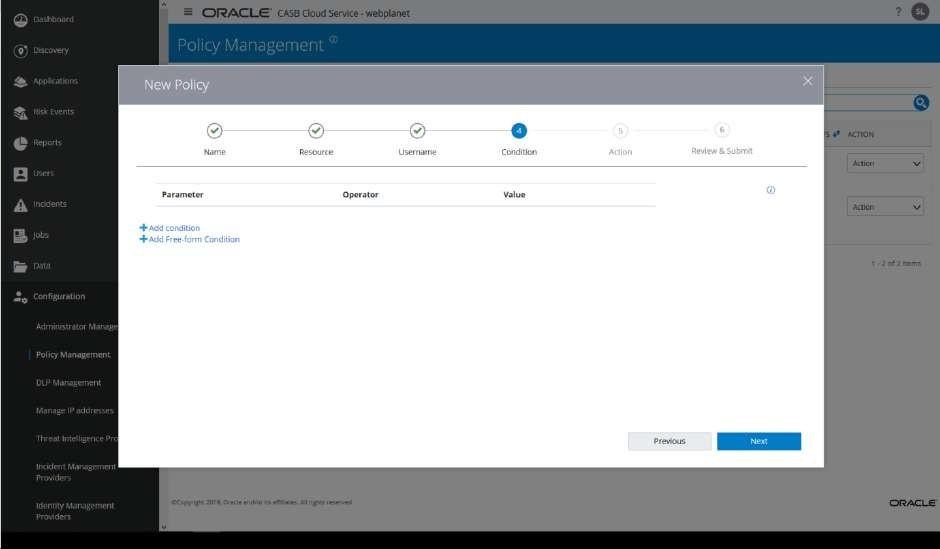 Dashboard
Discovery
Applications
Risk Events
Reports
Users
Incidents
Jobs
Data
Configuration
Administrator Manage
Policy Management
DLP Management
Manage IP addresses
Threat Intelligence Pro
Incident Management
Providers
Identity Management
Providers
ORACLE CASB Cloud Service - webplanet
? SL
Policy Management
New Policy
4 5 6
Name Resource Username Condition Action Review & Submit
Parameter Operator Value
Add condition
Add Free-form Condition
Previous Next
ACTION
Action
Action
1 - 2 of 2 items
©Copyright 2019, Oracle and/or its affiliates. All rights reserved
ORACLE